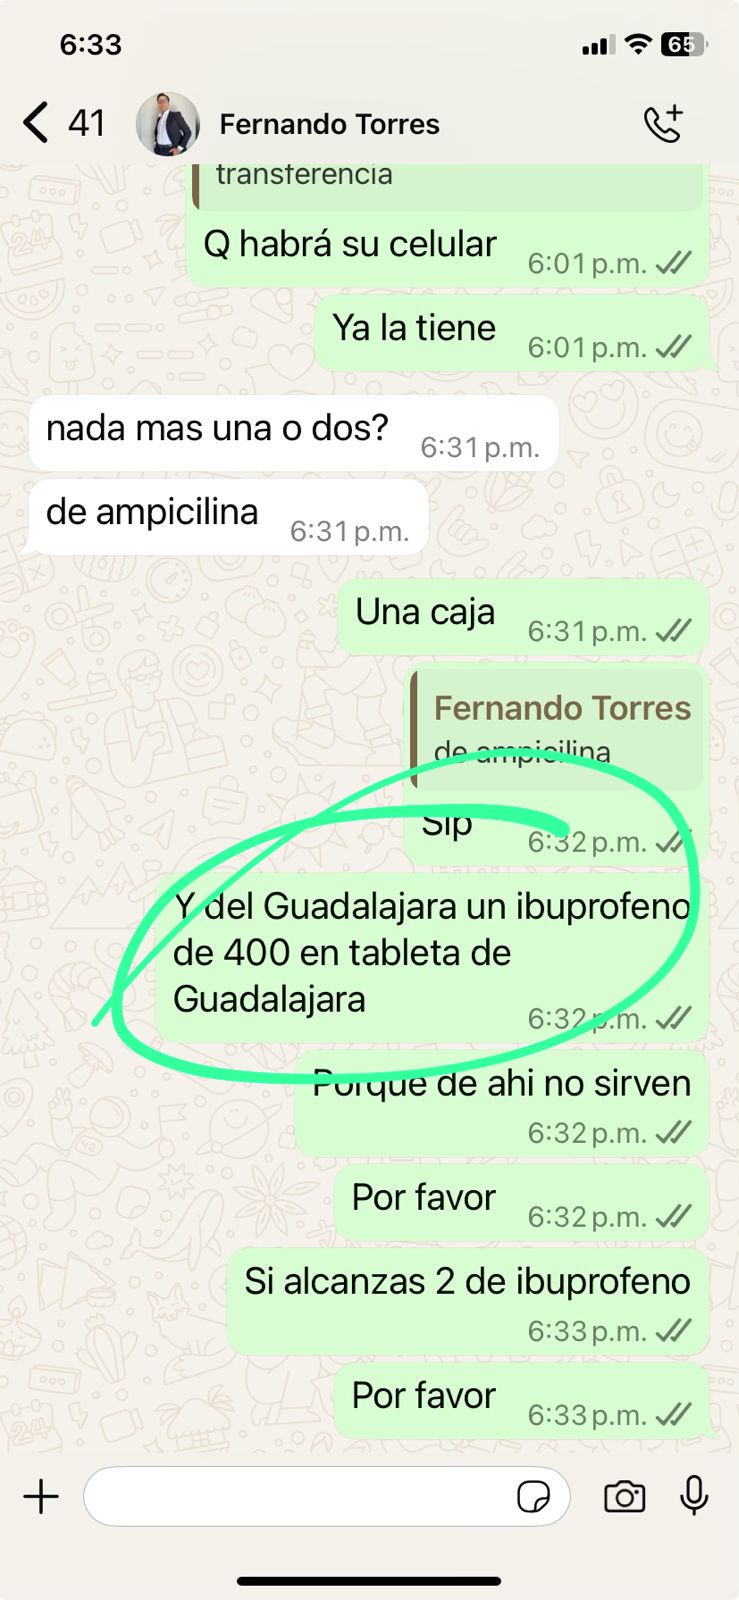 6:33
65
41
Fernando Torres
transferencia
Q habrá su celular
6:01 p.m.
Ya la tiene
6:01 p.m.
nada mas una o dos?
6:31 p.m.
de ampicilina
6:31 p.m.
Una caja
6:31 p.m.
Fernando Torres
de ampicilina
Sip
6:32 p.m.
Y del Guadalajara un ibuprofeno
de 400 en tableta de
Guadalajara
6:32 p.m.
Porque de ahi no sirven
6:32 p.m.
Por favor
6:32 p.m.
Si alcanzas 2 de ibuprofeno
6:33 p.m.
Por favor
6:33 p.m.